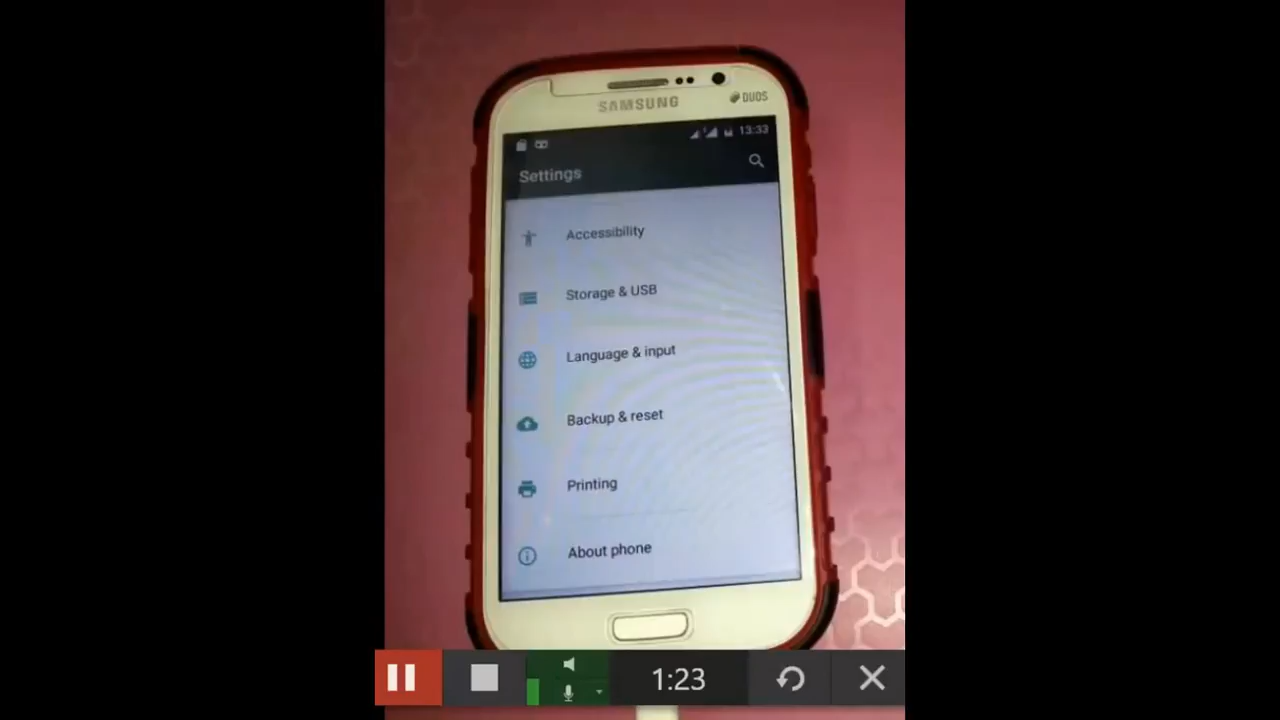 SAMSUNG
DUOS
13:33
Settings
Accessibility
Storage & USB
Language & input
Backup & reset
Printing
About phone
1:23